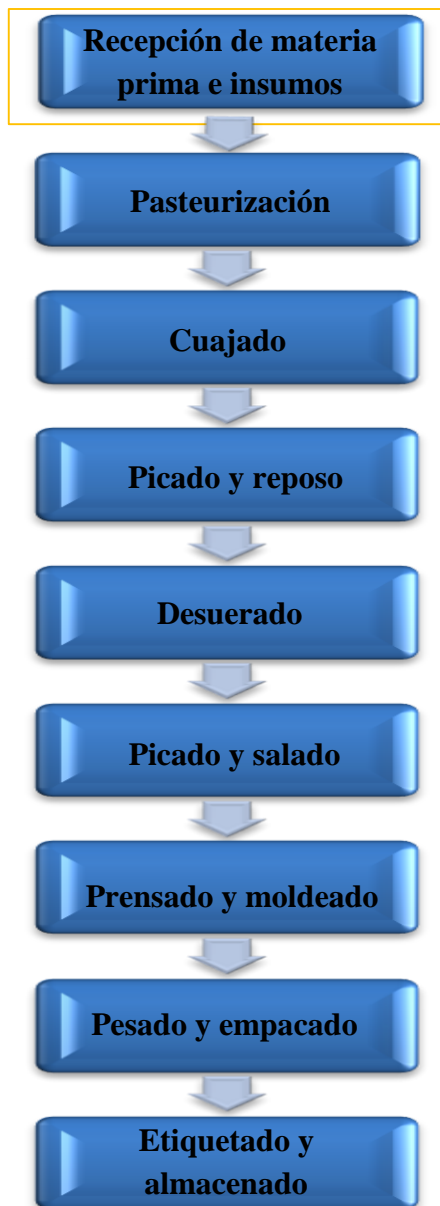 Recepción de materia
prima e insumos
Pasteurización
Cuajado
Picado y reposo
Desuerado
Picado y salado
Prensado y moldeado
Pesado y empacado
Etiquetado y
almacenado